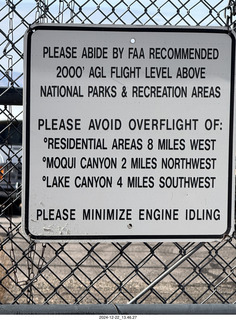 PLEASE ABIDE BY FAA RECOMMENDED
2000' AGL FLIGHT LEVEL ABOVE
NATIONAL PARKS & RECREATION AREAS
PLEASE AVOID OVERFLIGHT OF:
°RESIDENTIAL AREAS 8 MILES WEST
°MOQUI CANYON 2 MILES NORTHWEST
°LAKE CANYON 4 MILES SOUTHWEST
PLEASE MINIMIZE ENGINE IDLING
2024-12-22_13.46.37